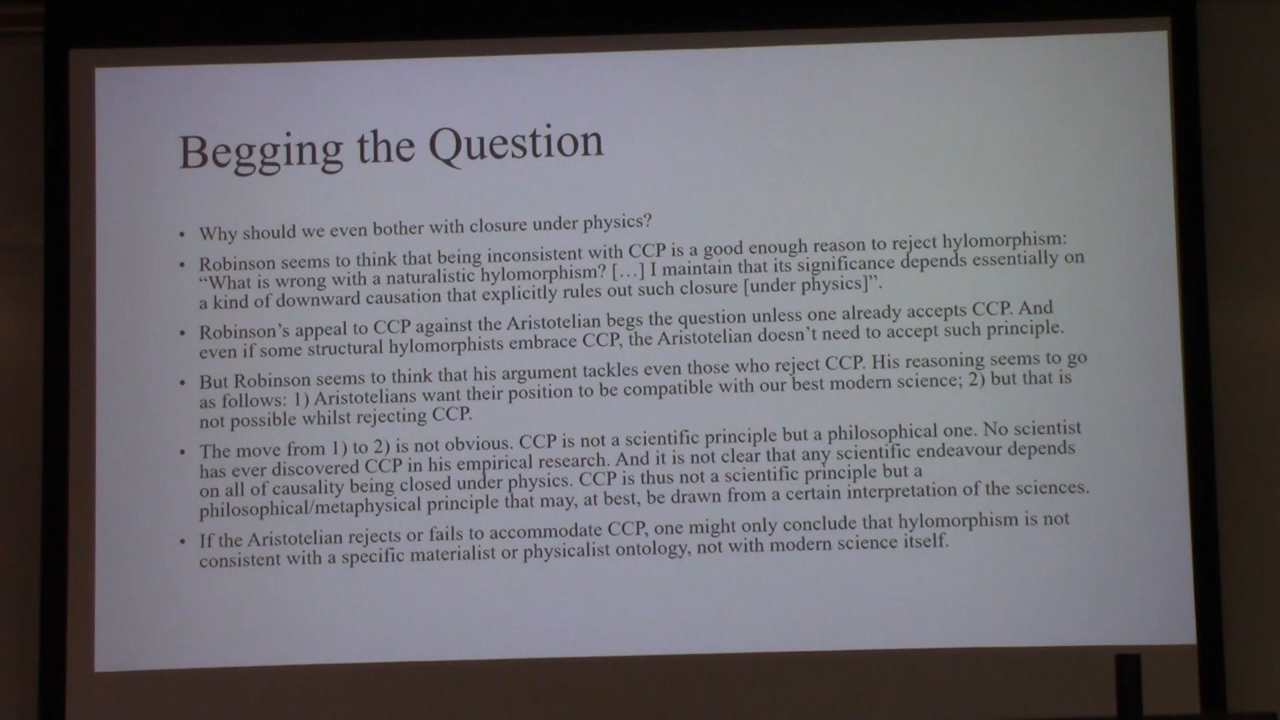 Begging the Question
• Why should we even bother with closure under physics?
• Robinson seems to think that being inconsistent with CCP is a good enough reason to reject hylomorphism:
“What is wrong with a naturalistic hylomorphism? […] I maintain that its significance depends essentially on
a kind of downward causation that explicitly rules out such closure [under physics]”.
• Robinson’s appeal to CCP against the Aristotelian begs the question unless one already accepts CCP. And
even if some structural hylomorphists embrace CCP, the Aristotelian doesn’t need to accept such principle.
• But Robinson seems to think that his argument tackles even those who reject CCP. His reasoning seems to go
as follows: 1) Aristotelians want their position to be compatible with our best modern science; 2) but that is
not possible whilst rejecting CCP.
• The move from 1) to 2) is not obvious. CCP is not a scientific principle but a philosophical one. No scientist
has ever discovered CCP in his empirical research. And it is not clear that any scientific endeavour depends
on all of causality being closed under physics. CCP is thus not a scientific principle but a
philosophical/metaphysical principle that may, at best, be drawn from a certain interpretation of the sciences.
• If the Aristotelian rejects or fails to accommodate CCP, one might only conclude that hylomorphism is not
consistent with a specific materialist or physicalist ontology, not with modern science itself.